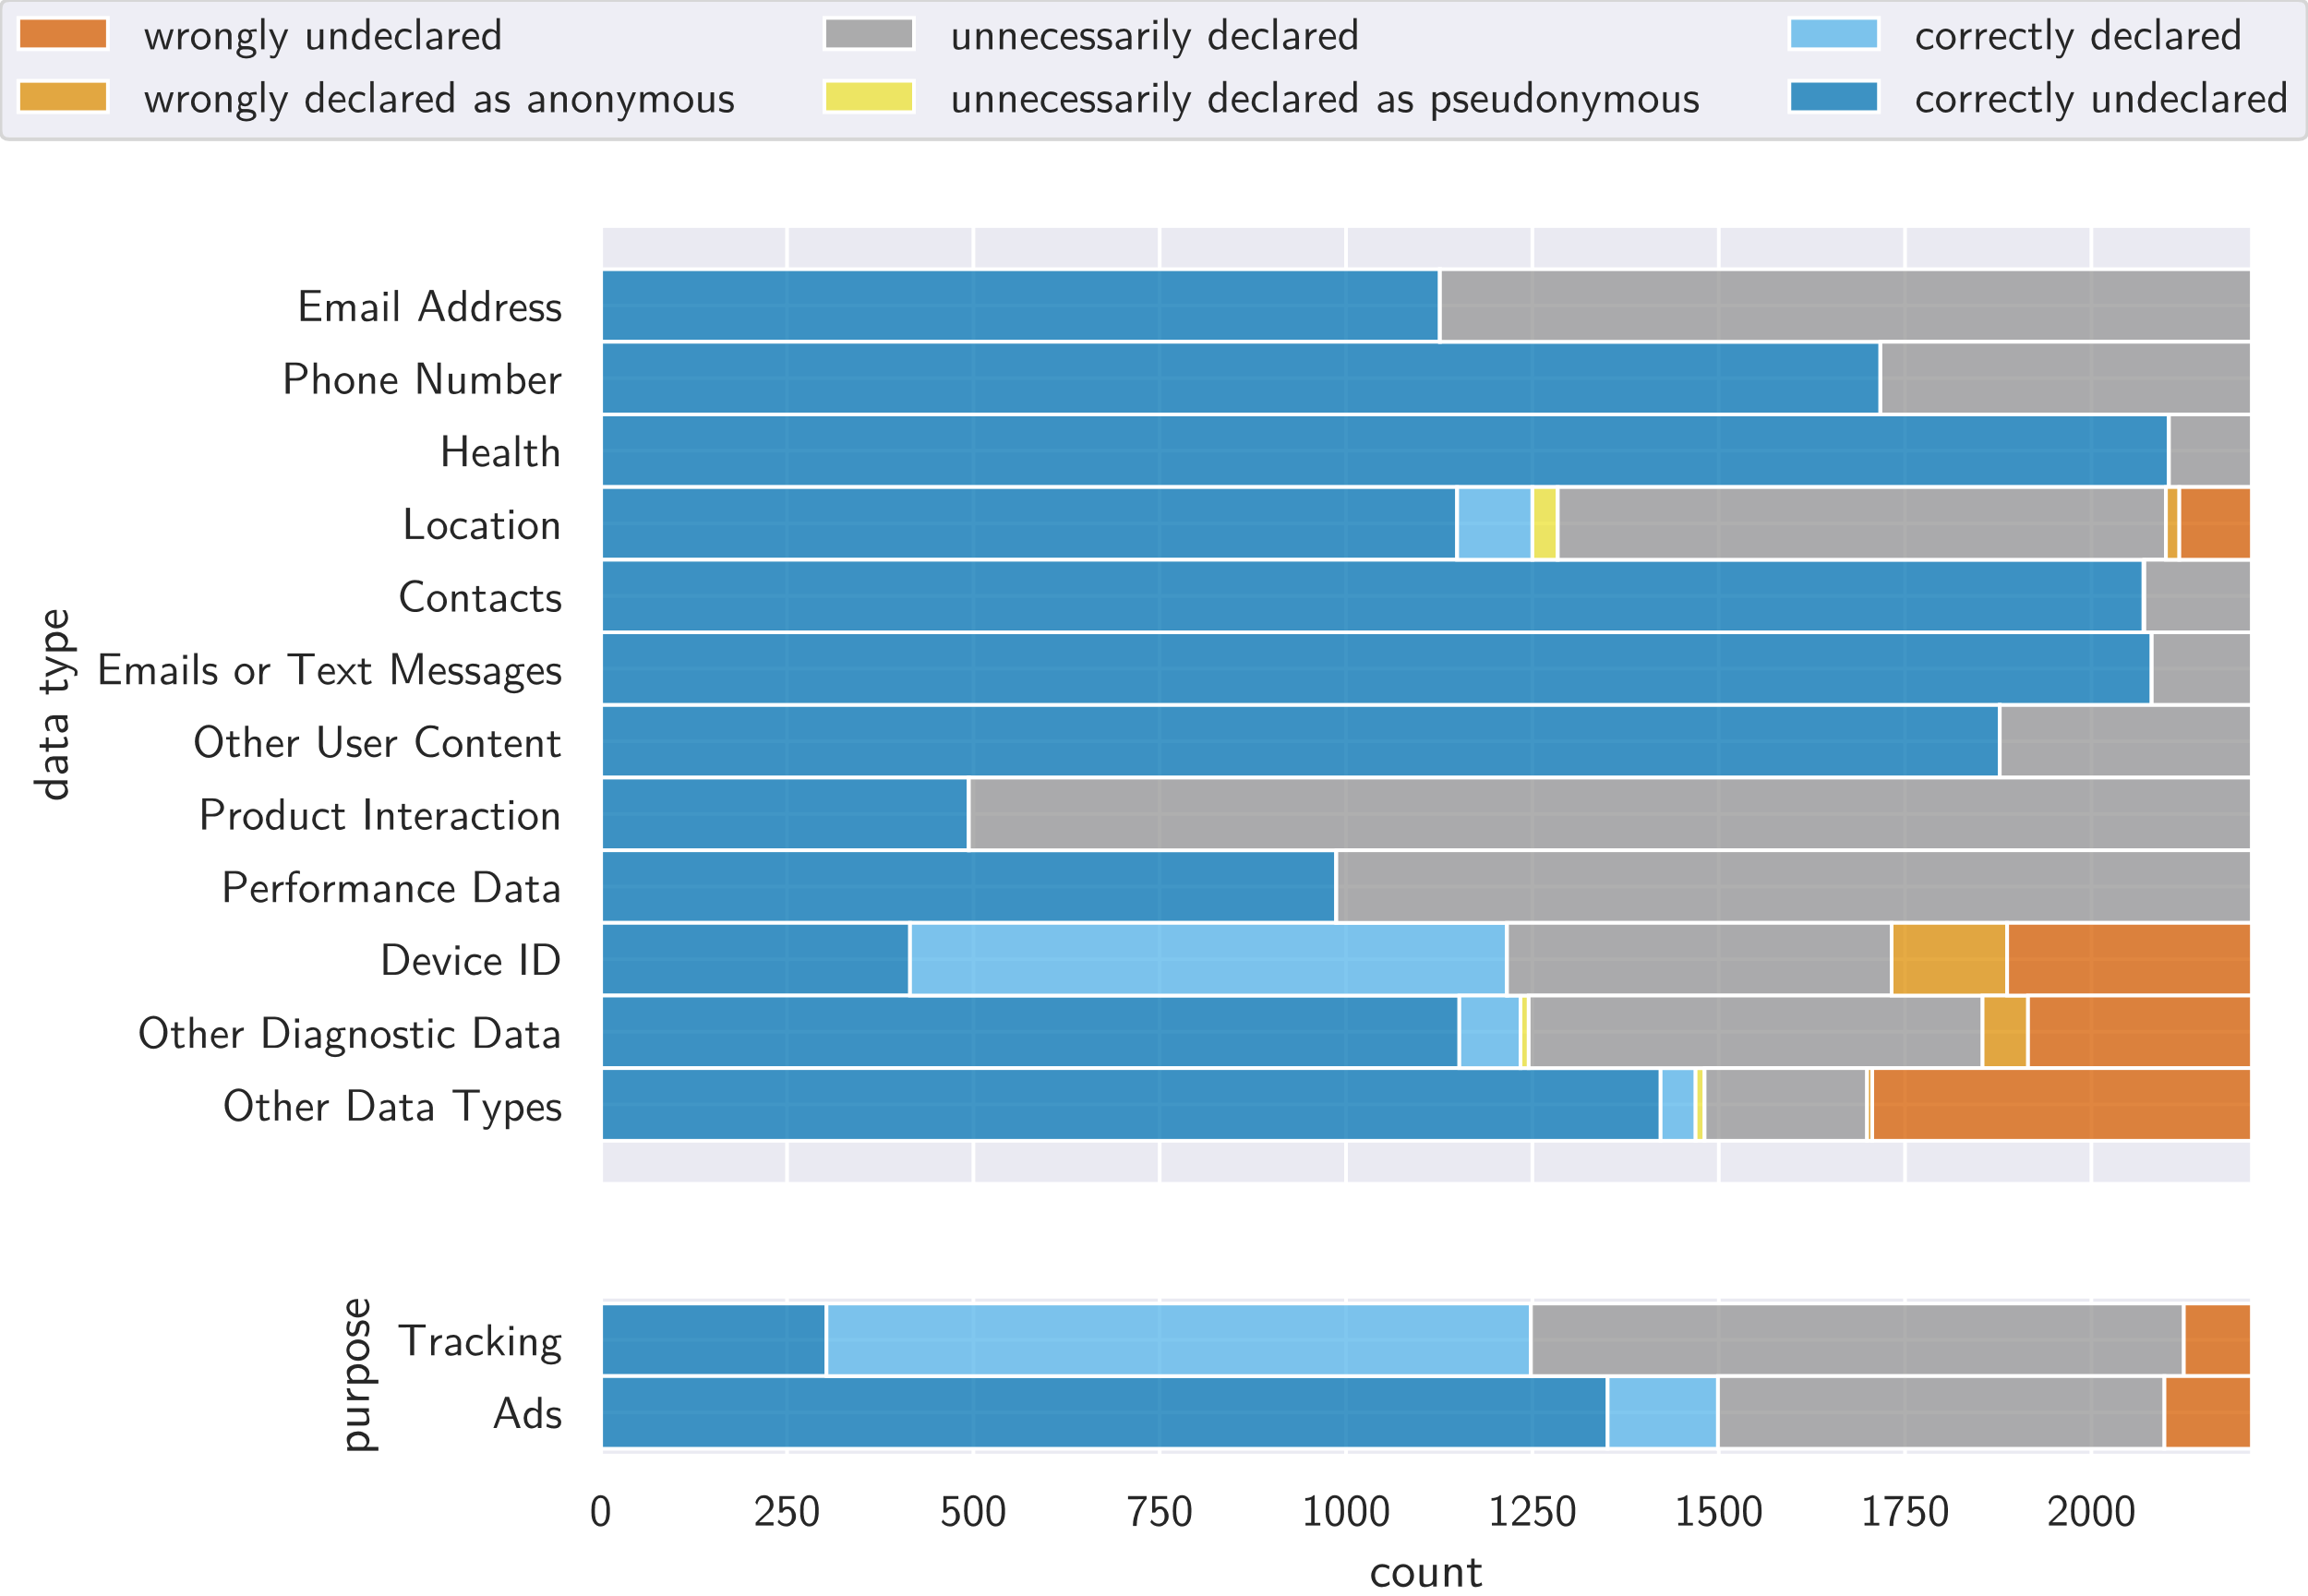 wrongly undeclared
unnecessarily declared
correctly declared
wrongly declared as anonymous
unnecessarily declared as pseudonymous
correctly undeclared
data type
Email Address
Phone Number
Health
Location
Contacts
Emails or Text Messages
Other User Content
Product Interaction
Performance Data
Device ID
Other Diagnostic Data
Other Data Types
purpose
Tracking
Ads
0 250 500 750 1000 1250 1500 1750 2000
count